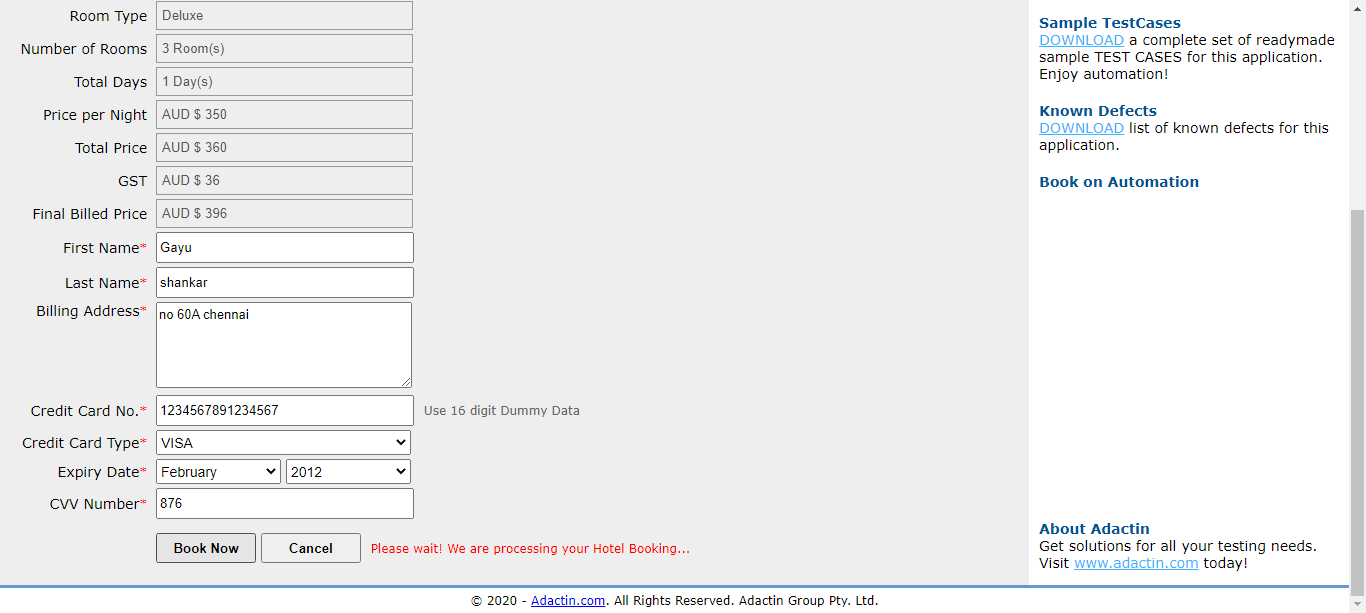 Room Type Deluxe
Number of Rooms 3 Room(s)
Total Days 1 Day(s)
Price per Night AUD $ 350
Total Price AUD $ 360
GST AUD $ 36
Final Billed Price AUD $ 396
First Name* Gayu
Last Name* shankar
Billing Address* no 60A chennai
Credit Card No.* 1234567891234567 Use 16 digit Dummy Data
Credit Card Type* VISA
Expiry Date* February 2012
CVV Number* 876
Book Now Cancel Please wait! We are processing your Hotel Booking...
Sample TestCases
DOWNLOAD a complete set of readymade
sample TEST CASES for this application.
Enjoy automation!
Known Defects
DOWNLOAD list of known defects for this
application.
Book on Automation
About Adactin
Get solutions for all your testing needs.
Visit www.adactin.com today!
© 2020 - Adactin.com. All Rights Reserved. Adactin Group Pty. Ltd.